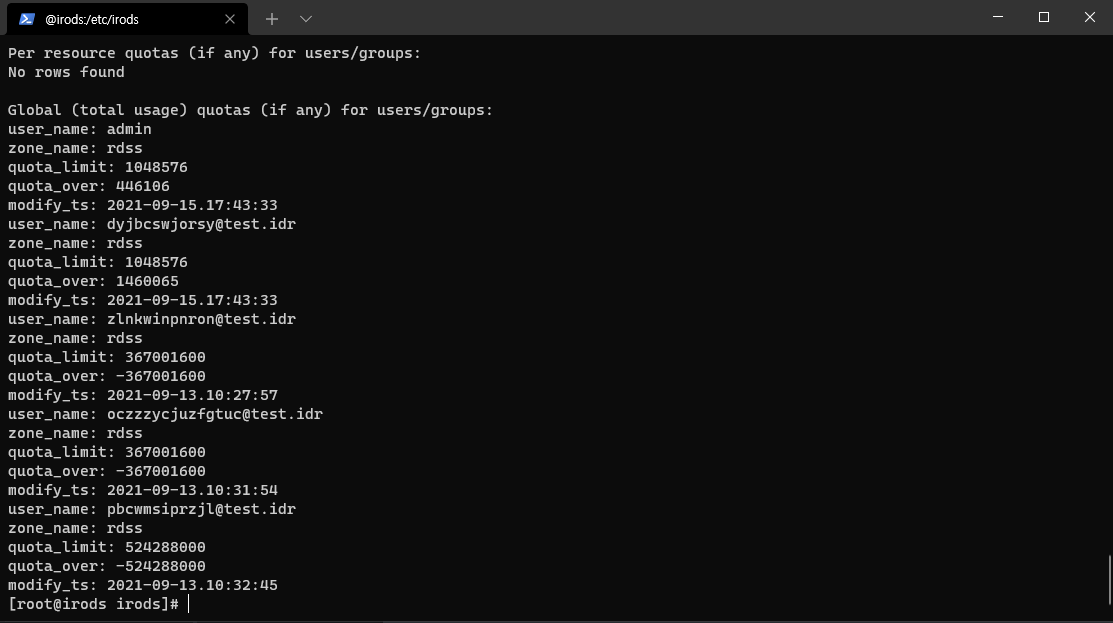 @irods:/etc/irods
Per resource quotas (if any) for users/groups:
No rows found
Global (total usage) quotas (if any) for users/groups:
user_name: admin
zone_name: rdss
quota_limit: 1048576
quota_over: 446106
modify_ts: 2021-09-15.17:43:33
user_name: dyjbcswjorsy@test.idr
zone_name: rdss
quota_limit: 1048576
quota_over: 1460065
modify_ts: 2021-09-15.17:43:33
user_name: zlnkwinpnron@test.idr
zone_name: rdss
quota_limit: 367001600
quota_over: -367001600
modify_ts: 2021-09-13.10:27:57
user_name: oczzzycjuzfgtuc@test.idr
zone_name: rdss
quota_limit: 367001600
quota_over: -367001600
modify_ts: 2021-09-13.10:31:54
user_name: pbcwmsiprzjl@test.idr
zone_name: rdss
quota_limit: 524288000
quota_over: -524288000
modify_ts: 2021-09-13.10:32:45
[root@irods irods]#